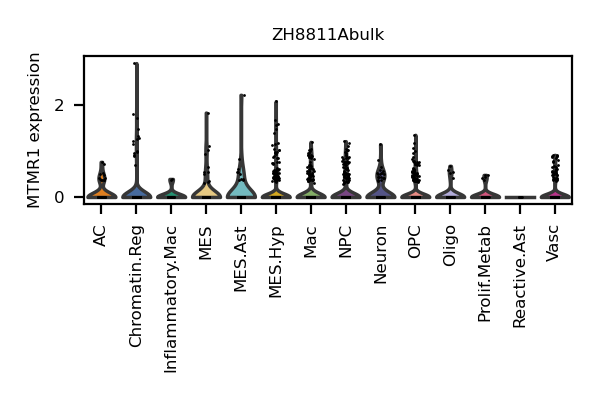 ZH8811Abulk
MTMR1 expression
2
0
AC
Chromatin.Reg
Inflammatory.Mac
MES
MES.Ast
MES.Hyp
Mac
NPC
Neuron
OPC
Oligo
Prolif.Metab
Reactive.Ast
Vasc